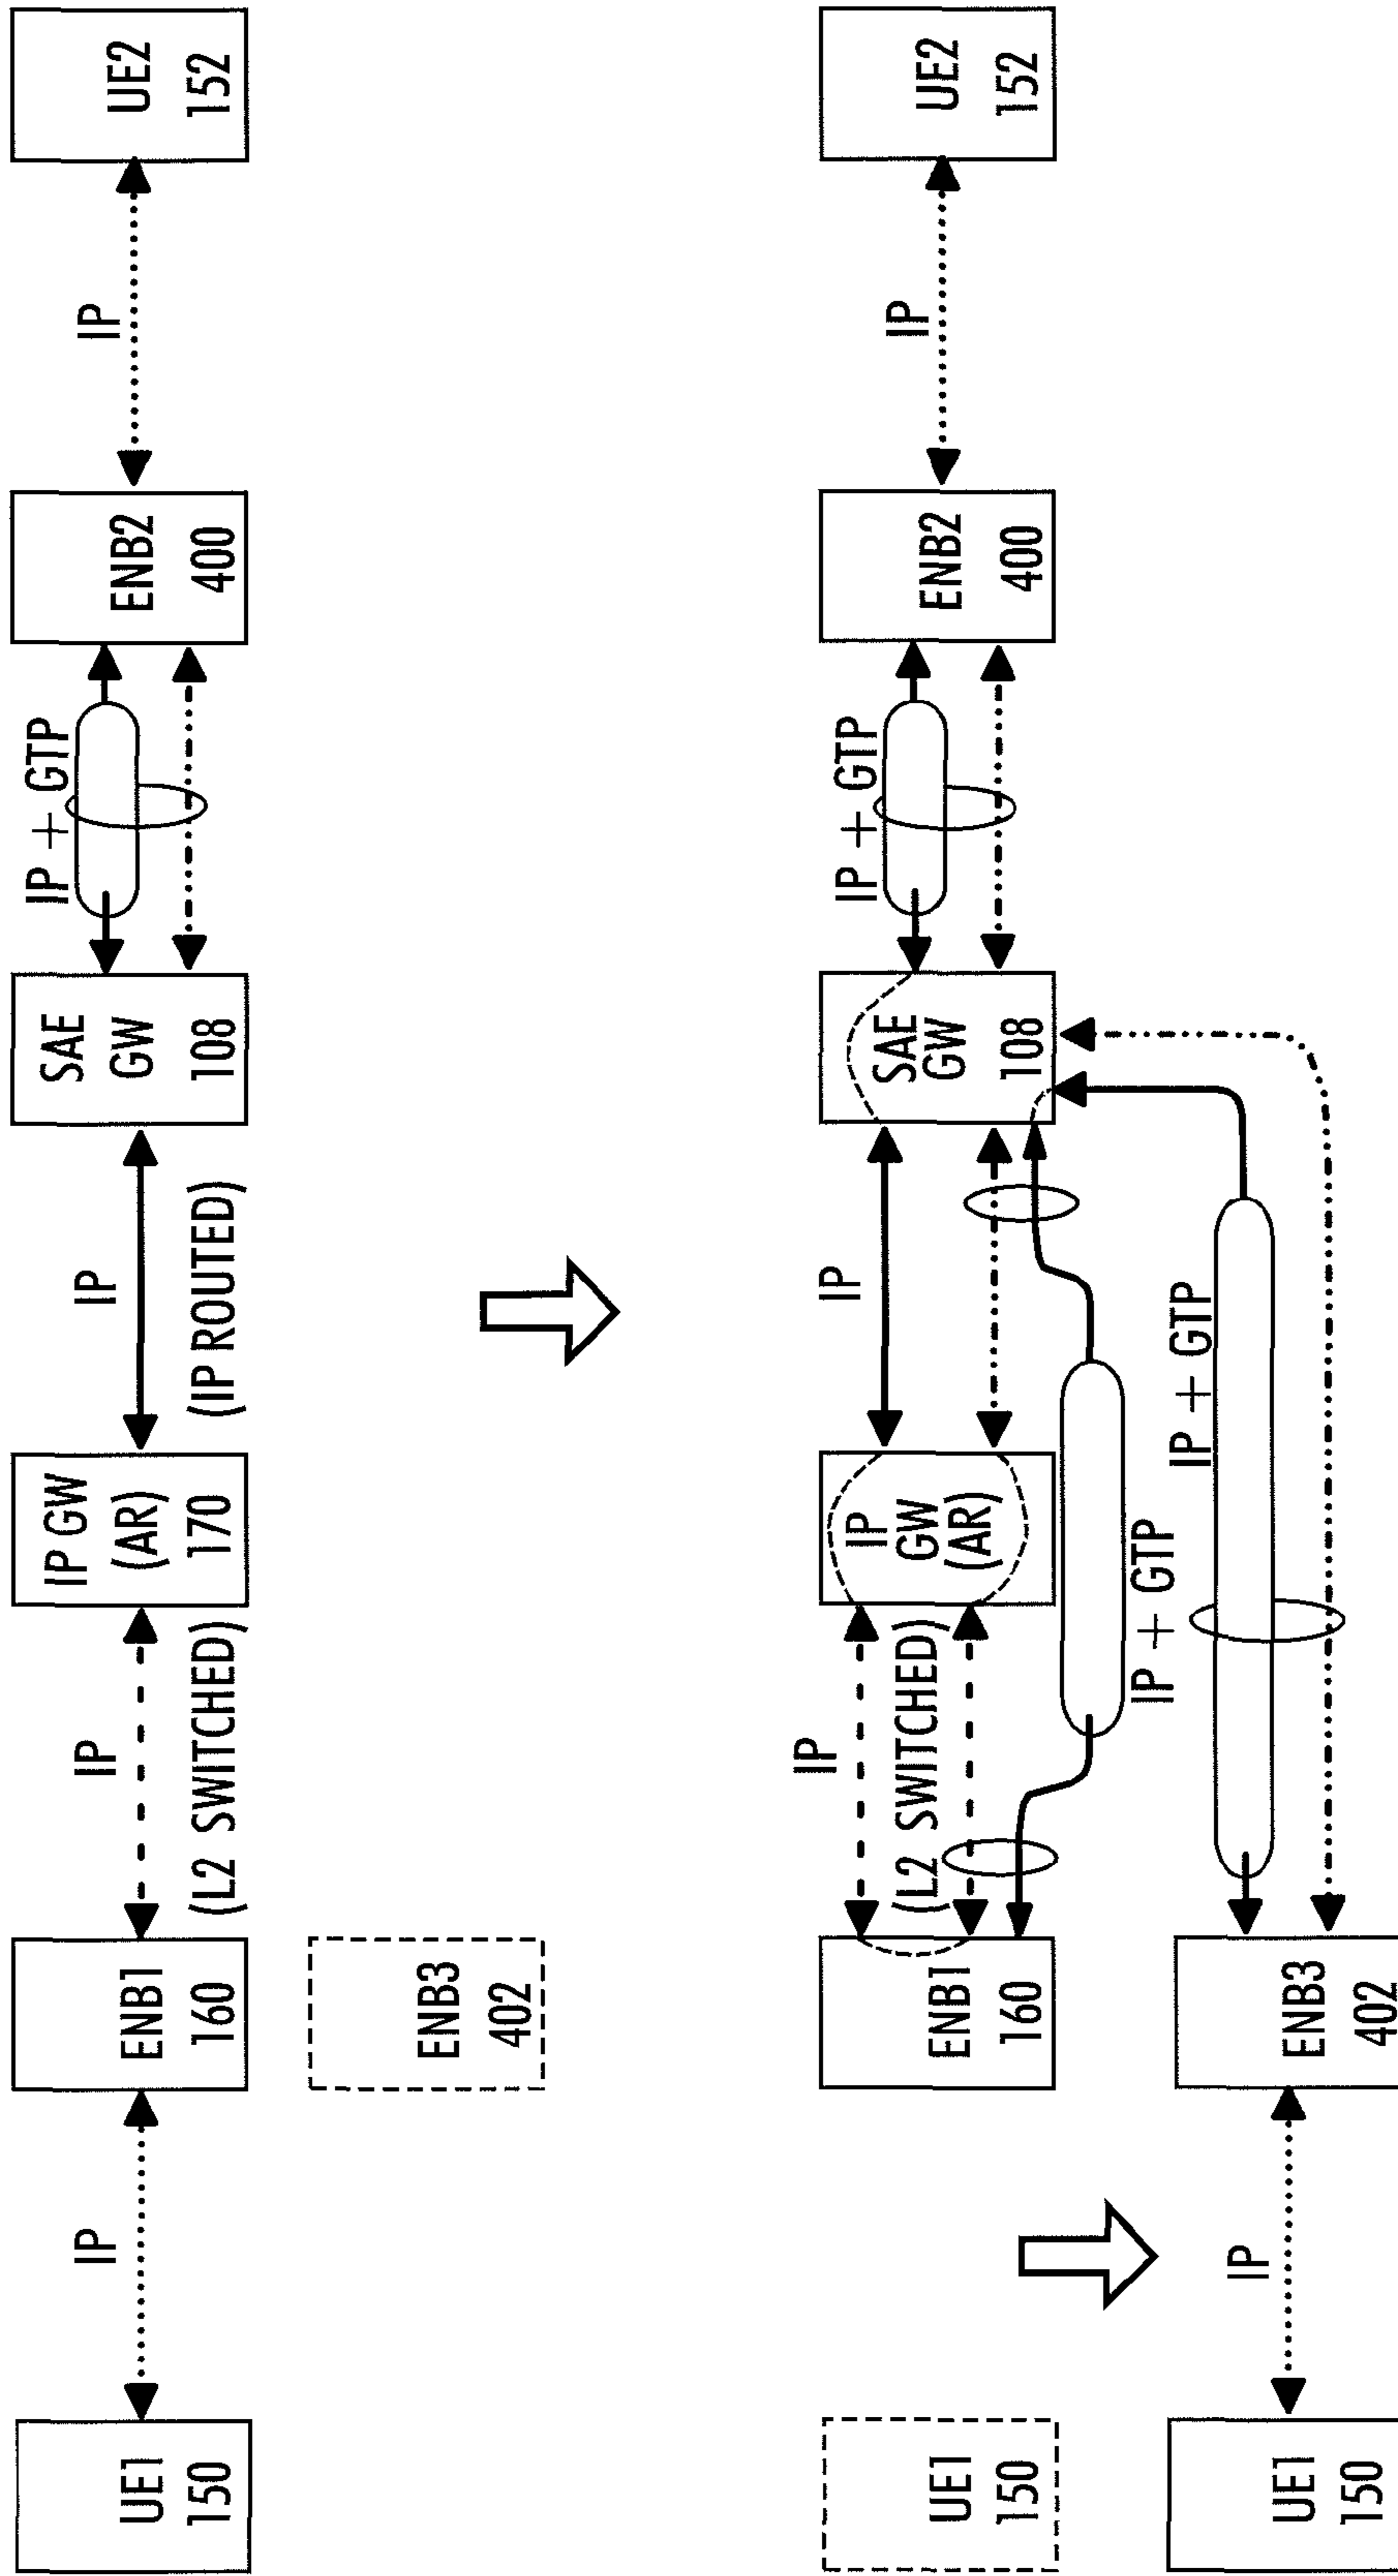 UE1
150
IP
ENB1
160
IP
(L2 SWITCHED)
IP GW
(AR)
170
IP
(IP ROUTED)
SAE
GW
108
IP + GTP
ENB2
400
IP
UE2
152
ENB3
402
UE1
150
ENB1
160
IP
(L2 SWITCHED)
IP
GW
(AR)
IP
SAE
GW
108
IP + GTP
ENB2
400
IP
UE2
152
IP + GTP
UE1
150
IP
ENB3
402
IP + GTP